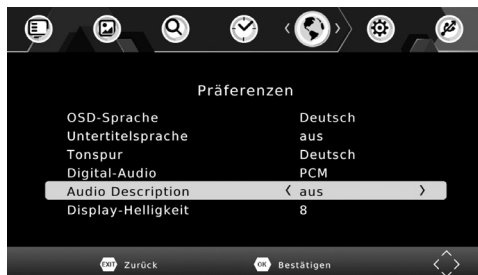 Präferenzen
OSD-Sprache Deutsch
Untertitelsprache aus
Tonspur Deutsch
Digital-Audio PCM
Audio Description aus
Display-Helligkeit 8
EXIT Zurück OK Bestätigen